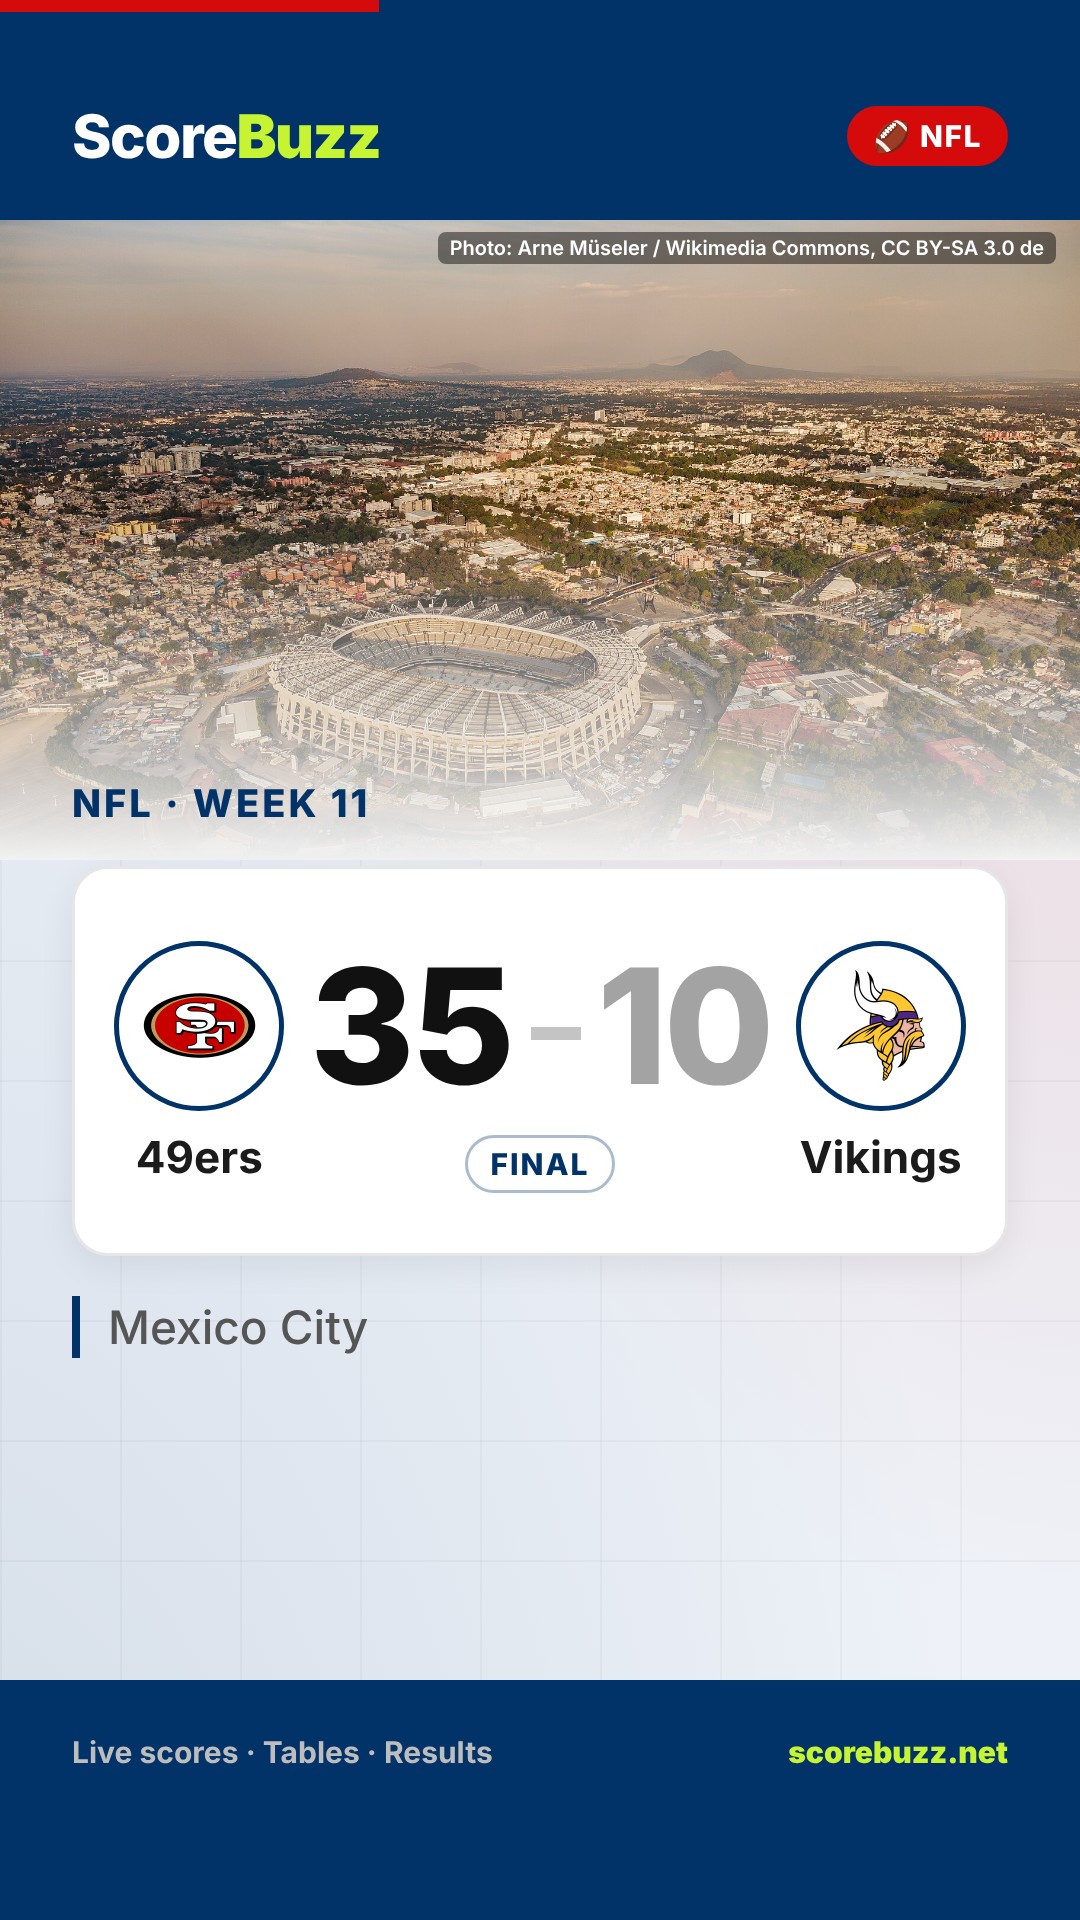 ScoreBuzz
🏈 NFL
Photo: Arne Müseler / Wikimedia Commons, CC BY-SA 3.0 de
NFL · WEEK 11
SF
35 - 10
49ers
FINAL
Vikings
Mexico City
Live scores · Tables · Results
scorebuzz.net